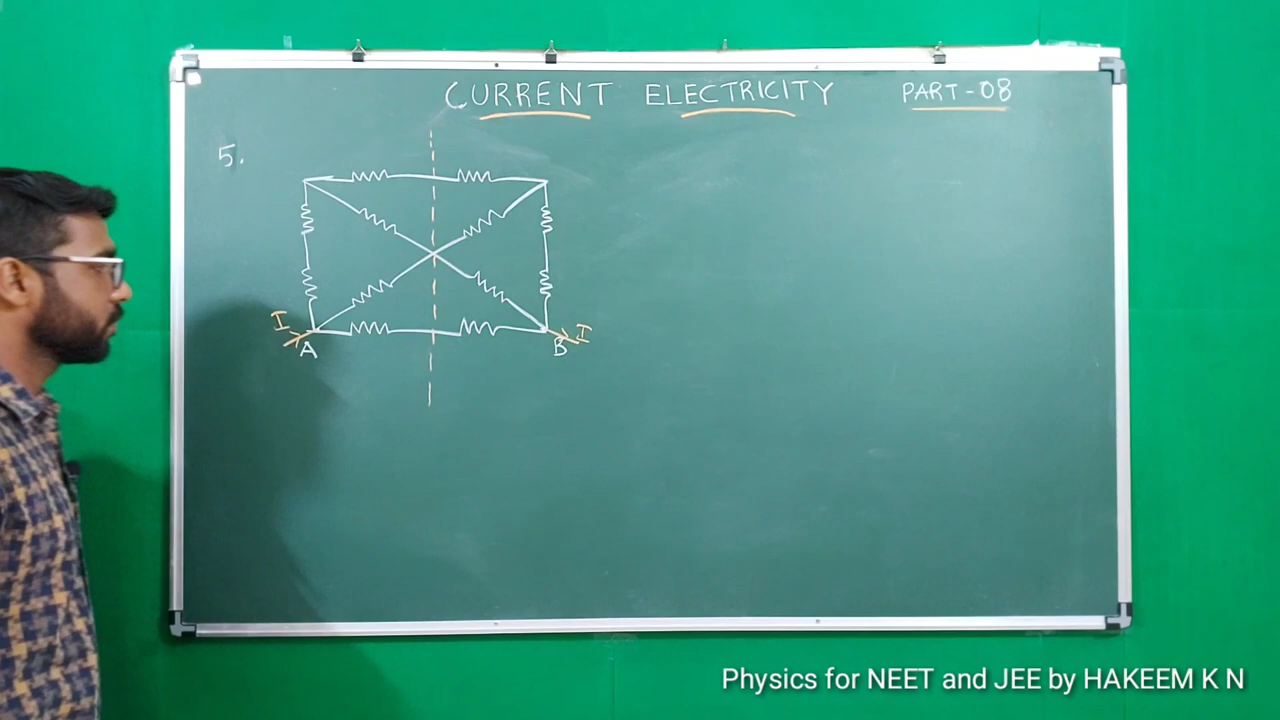 CURRENT ELECTRICITY PART-08
5.
I
A
B
I
Physics for NEET and JEE by HAKEEM K N